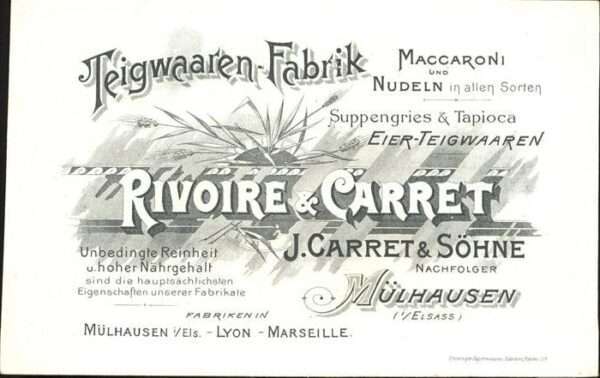 Teigwaaren-Fabrik
Maccaroni
und
Nudeln in allen Sorten
Suppengries & Tapioca
Eier-Teigwaaren
Rivoire & Carret
J. Carret & Söhne
Nachfolger
Mülhausen
(i/Elsass)
Unbedingte Reinheit
u. hoher Nährgehalt
sind die hauptsächlichsten
Eigenschaften unserer Fabrikate
Fabriken in
Mülhausen i/Els. - Lyon - Marseille.